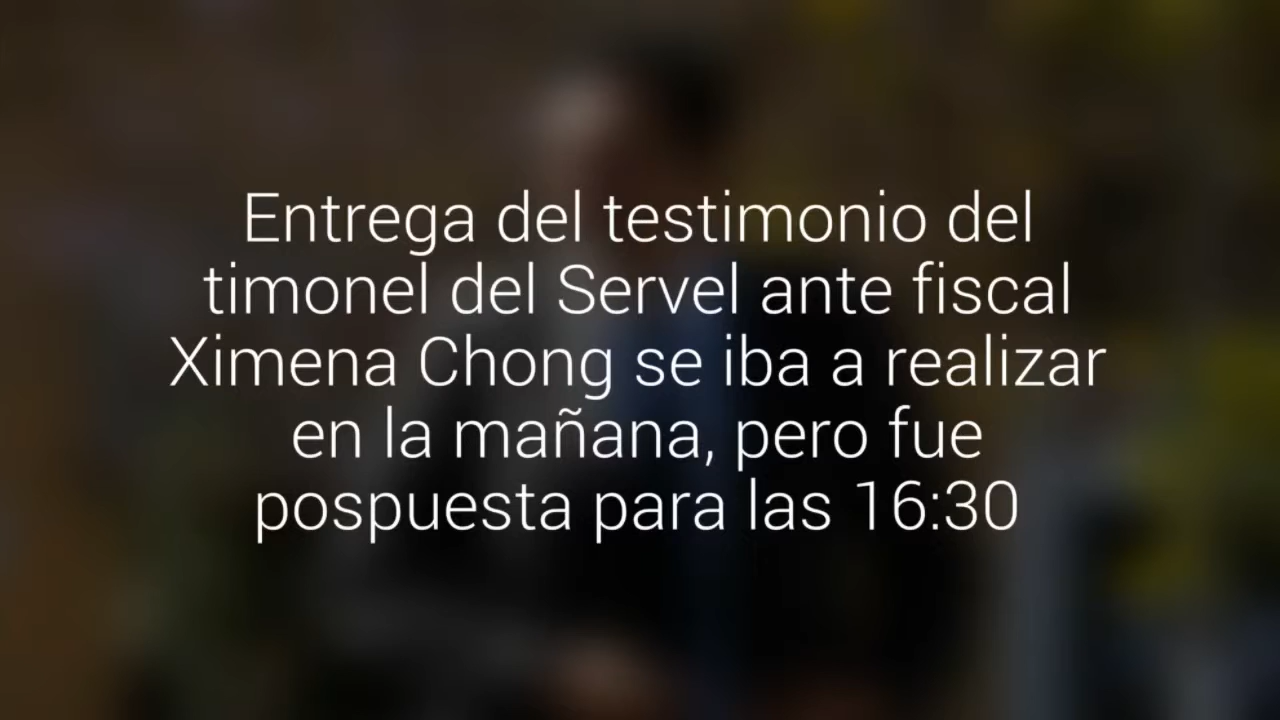 Entrega del testimonio del
timonel del Servel ante fiscal
Ximena Chong se iba a realizar
en la mañana, pero fue
pospuesta para las 16:30